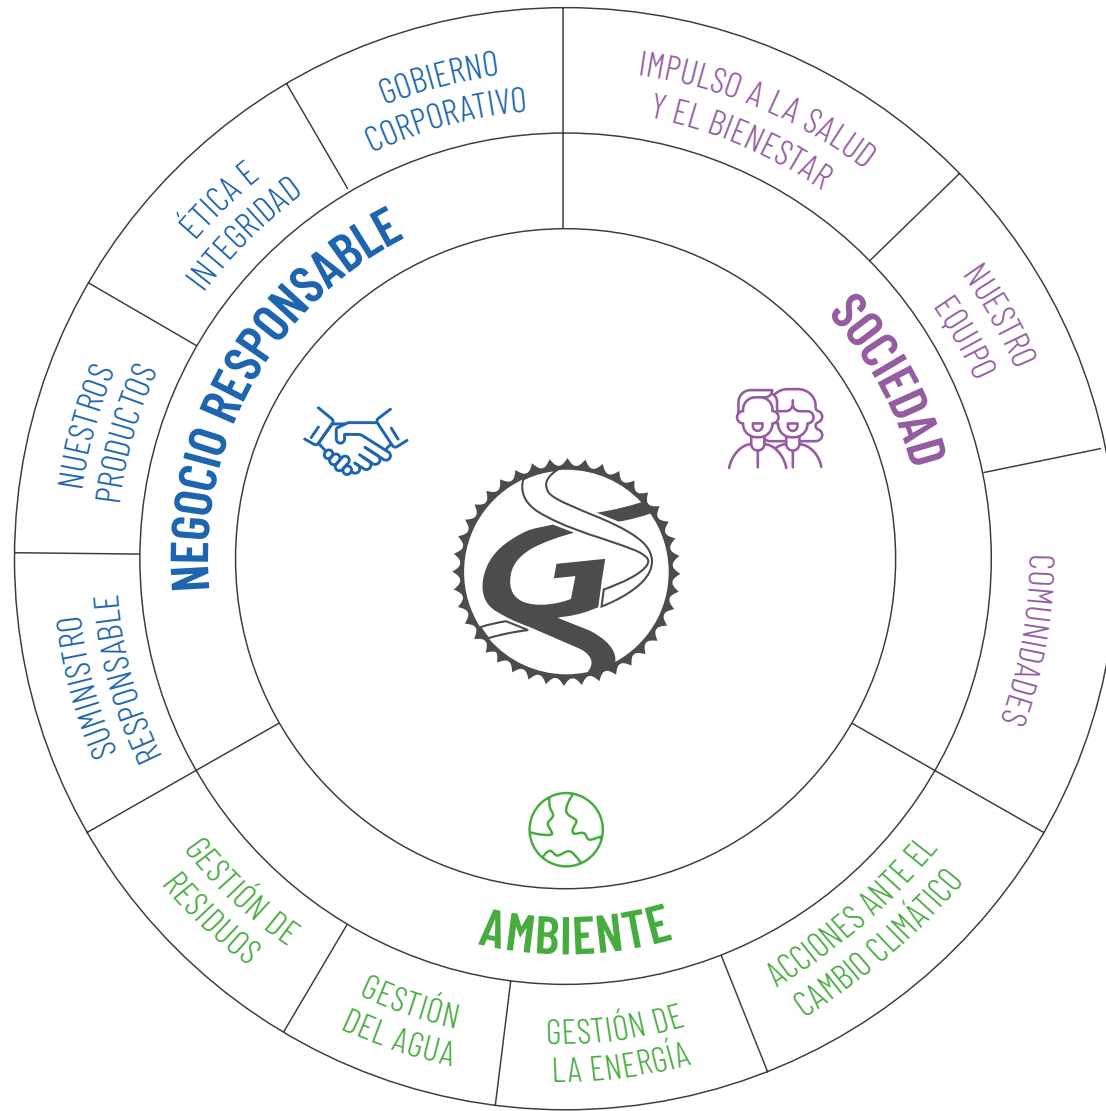 GOBIERNO
CORPORATIVO
IMPULSO A LA SALUD
Y EL BIENESTAR
ÉTICA E
INTEGRIDAD
NUESTRO
EQUIPO
NEGOCIO RESPONSABLE
SOCIEDAD
NUESTROS
PRODUCTOS
COMUNIDADES
SUMINISTRO
RESPONSABLE
G
AMBIENTE
GESTIÓN DE
RESIDUOS
GESTIÓN
DEL AGUA
GESTIÓN DE
LA ENERGÍA
ACCIONES ANTE EL
CAMBIO CLIMÁTICO